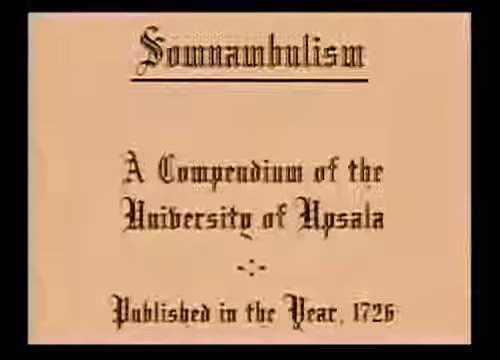 Somnambulism
A Compendium of the
University of Upsala
-:-
Published in the Year, 1726